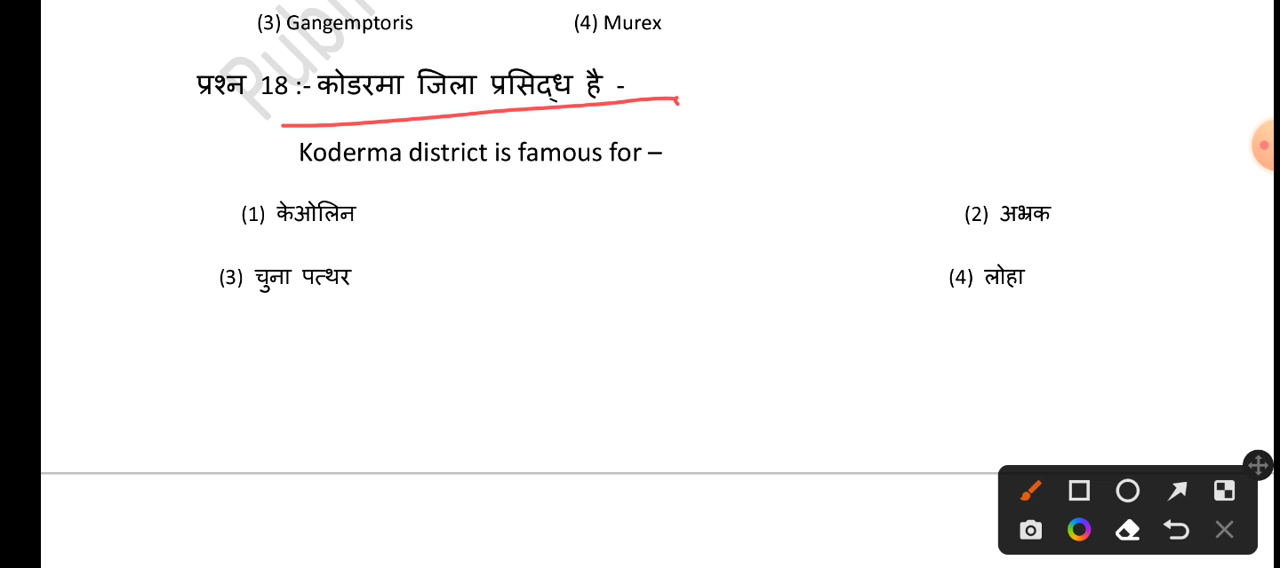 (3) Gangemptoris (4) Murex
प्रश्न 18 :- कोडरमा जिला प्रसिद्ध है -
Koderma district is famous for –
(1) केओलिन (2) अभ्रक
(3) चुना पत्थर (4) लोहा